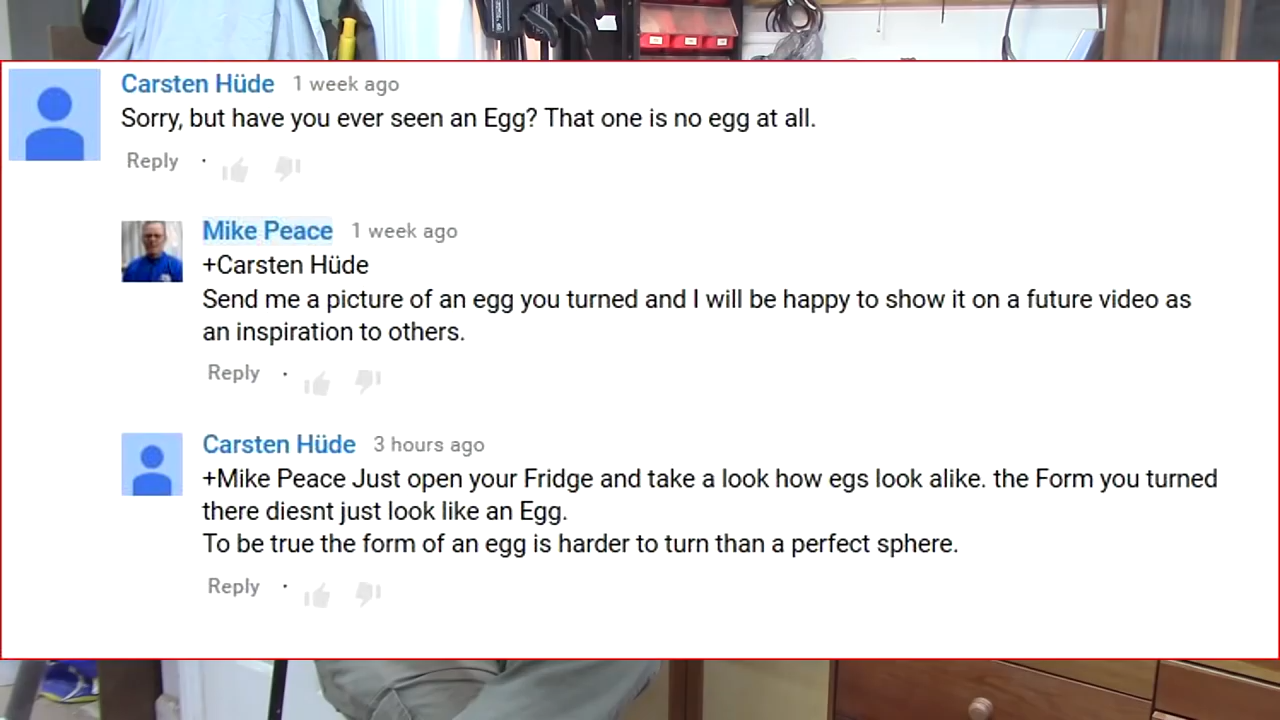 Carsten Hüde 1 week ago
Sorry, but have you ever seen an Egg? That one is no egg at all.
Reply ·
Mike Peace 1 week ago
+Carsten Hüde
Send me a picture of an egg you turned and I will be happy to show it on a future video as
an inspiration to others.
Reply ·
Carsten Hüde 3 hours ago
+Mike Peace Just open your Fridge and take a look how egs look alike. the Form you turned
there diesnt just look like an Egg.
To be true the form of an egg is harder to turn than a perfect sphere.
Reply ·